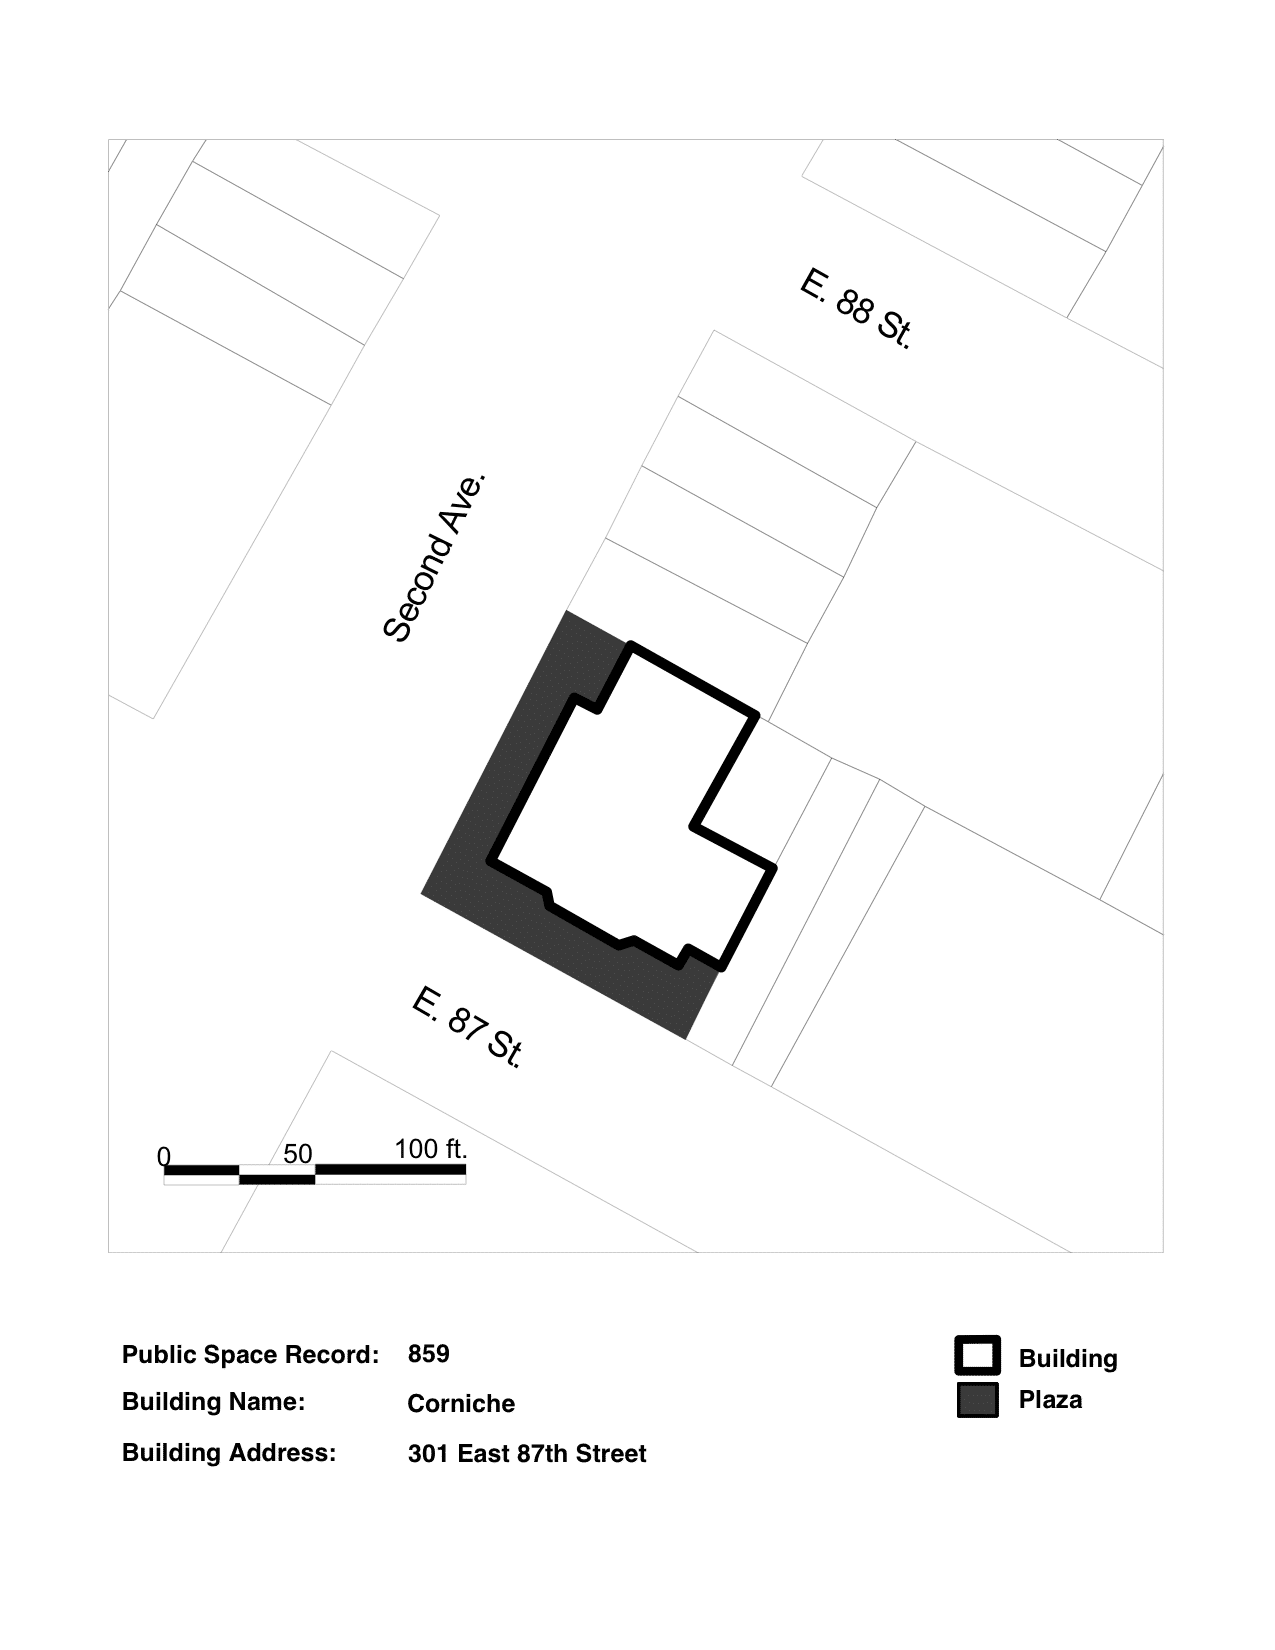 E. 88 St.
Second Ave.
E. 87 St.
0 50 100 ft.
Public Space Record: 859
Building Name: Corniche
Building Address: 301 East 87th Street
Building
Plaza